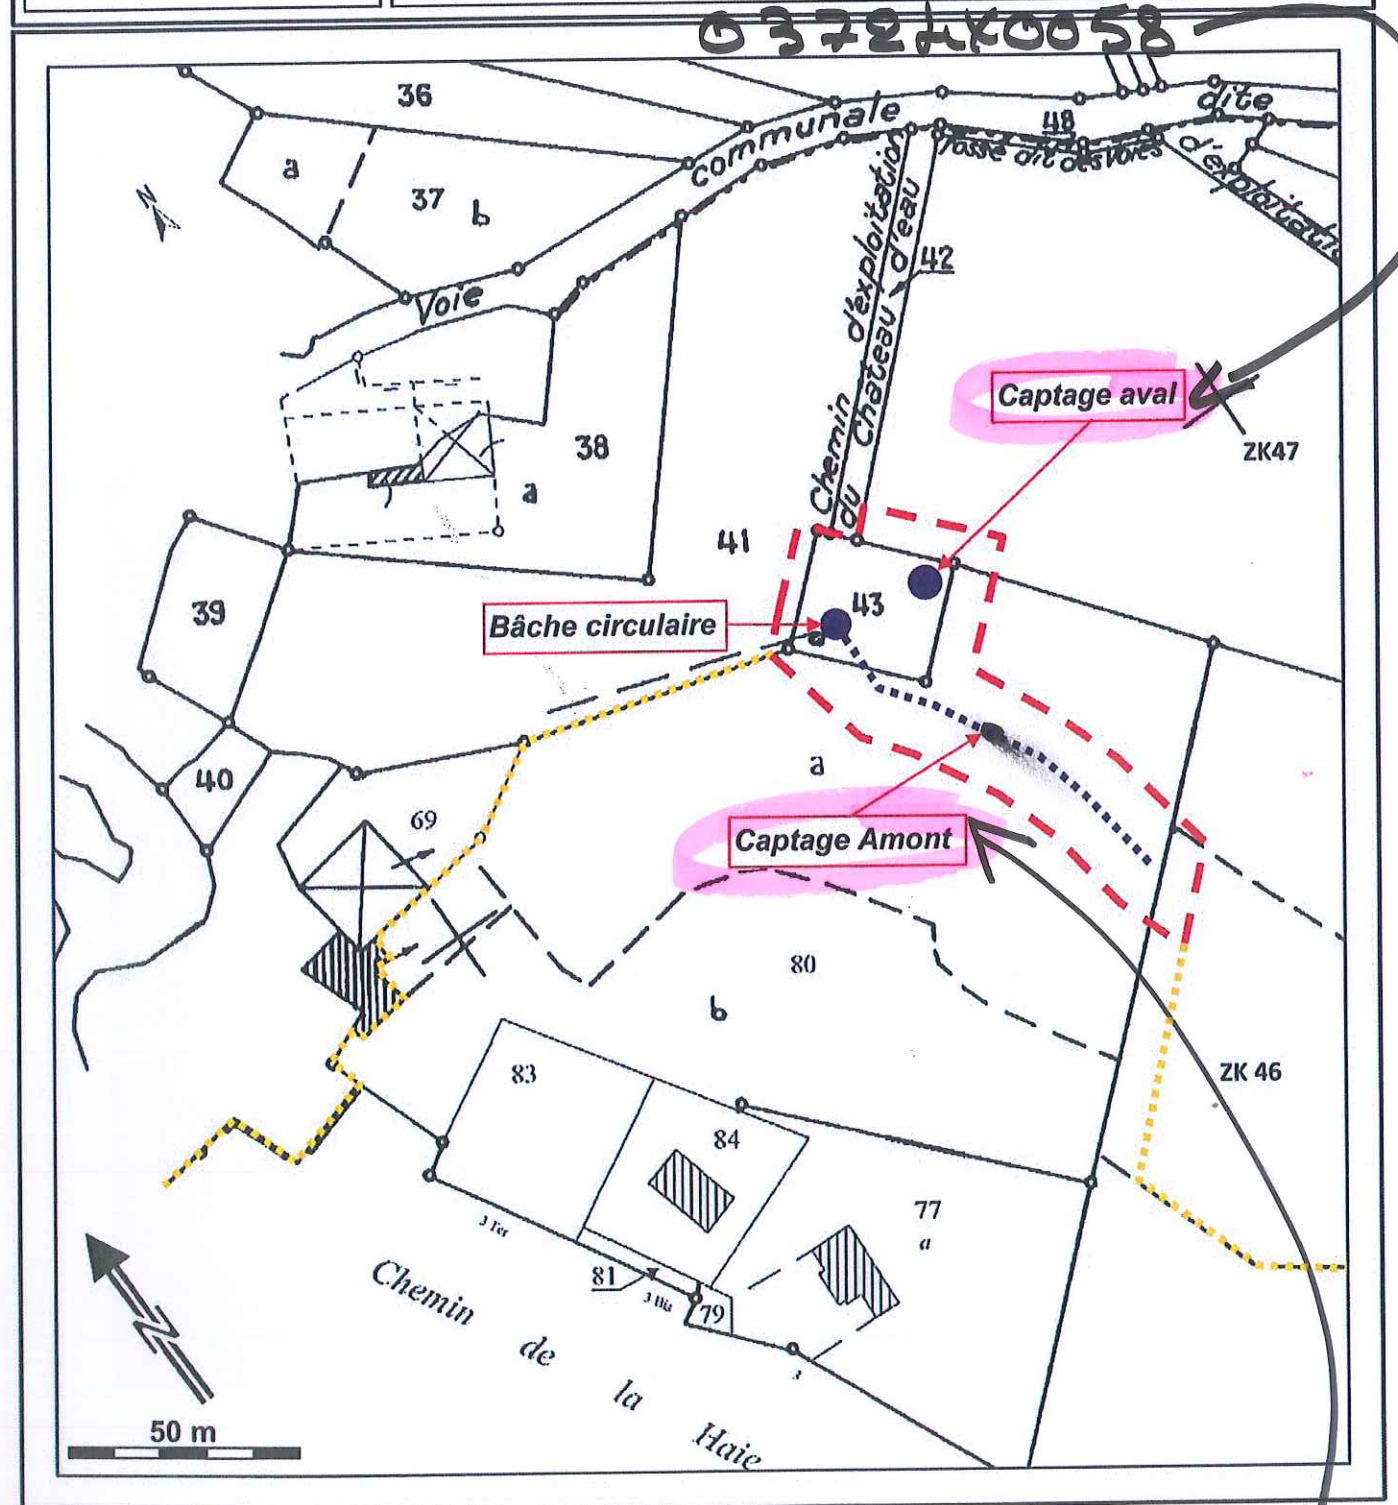 03724X0058
36
a
37
b
N
communale
48
dite
fossé dit des voies
d'exploitation
Voie
Chemin d'exploitation
du Chateau d'eau
42
Captage aval
ZK47
38
a
41
39
43
a
Bâche circulaire
40
69
a
Captage Amont
80
b
ZK 46
83
84
77
a
3 Ter
81
3 Bis
79
3
Chemin
de
la
Haie
50 m